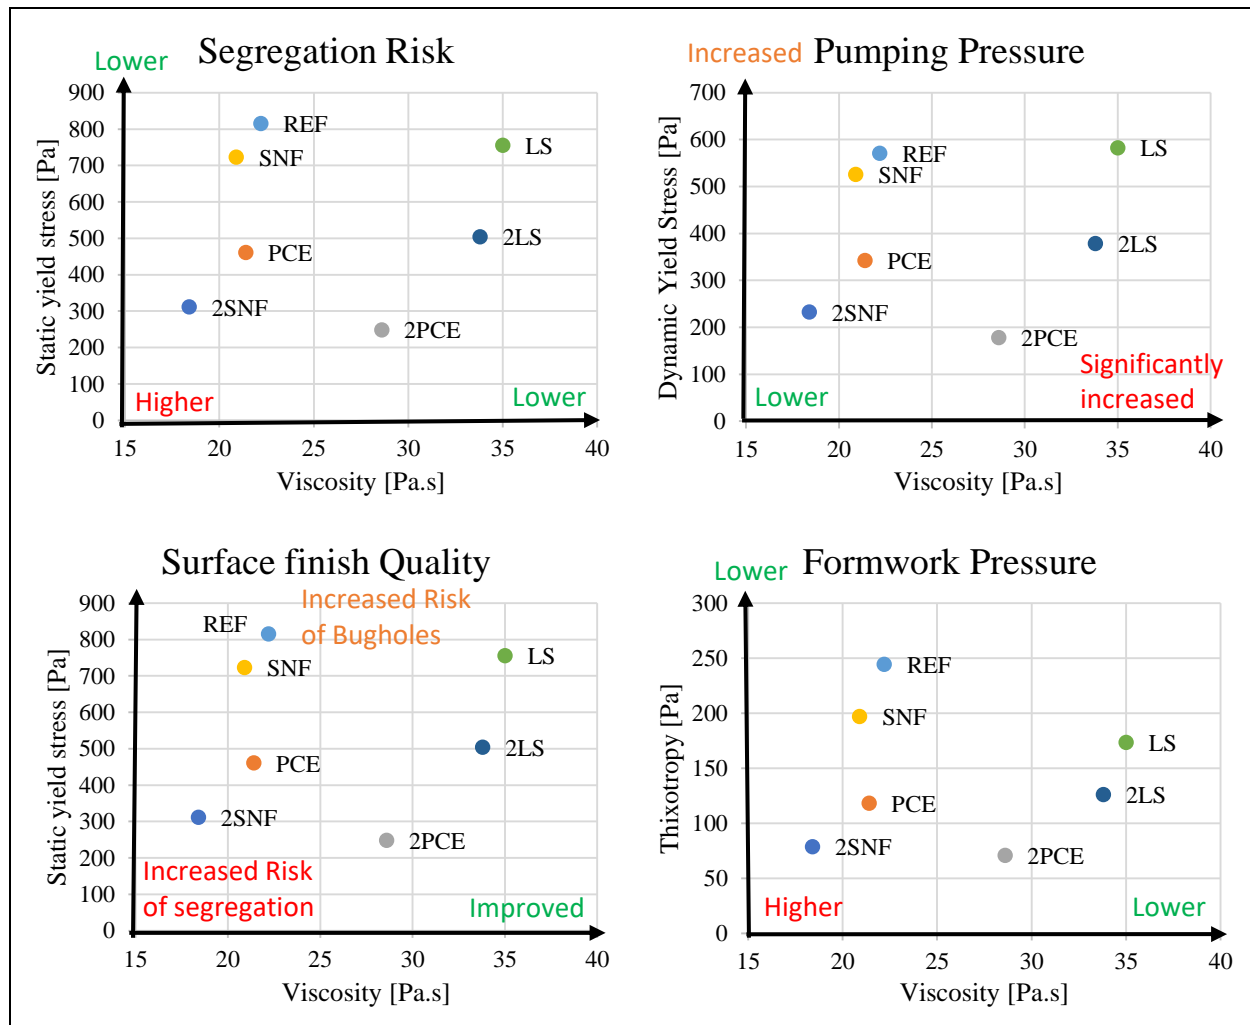 Segregation Risk
Lower
Static yield stress [Pa]
900
800
700
600
500
400
300
200
100
0
REF
SNF
LS
PCE
2LS
2SNF
2PCE
Higher
Lower
15 20 25 30 35 40
Viscosity [Pa.s]
Increased Pumping Pressure
Dynamic Yield Stress [Pa]
700
600
500
400
300
200
100
0
REF
SNF
LS
PCE
2LS
2SNF
2PCE
Significantly
increased
Lower
15 20 25 30 35 40
Viscosity [Pa.s]
Surface finish Quality
Increased Risk
of Bugholes
Static yield stress [Pa]
900
800
700
600
500
400
300
200
100
0
REF
SNF
LS
PCE
2LS
2SNF
2PCE
Increased Risk
of segregation
Improved
15 20 25 30 35 40
Viscosity [Pa.s]
Formwork Pressure
Lower
Thixotropy [Pa]
300
250
200
150
100
50
0
REF
SNF
LS
PCE
2LS
2SNF
2PCE
Higher
Lower
15 20 25 30 35 40
Viscosity [Pa.s]